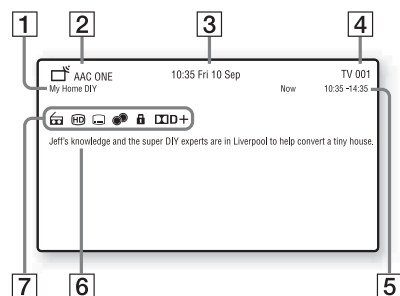 1 2 3 4
AAC ONE 10:35 Fri 10 Sep TV 001
My Home DIY Now 10:35 -14:35
HD DD+
Jeff's knowledge and the super DIY experts are in Liverpool to help convert a tiny house.
7 6 5